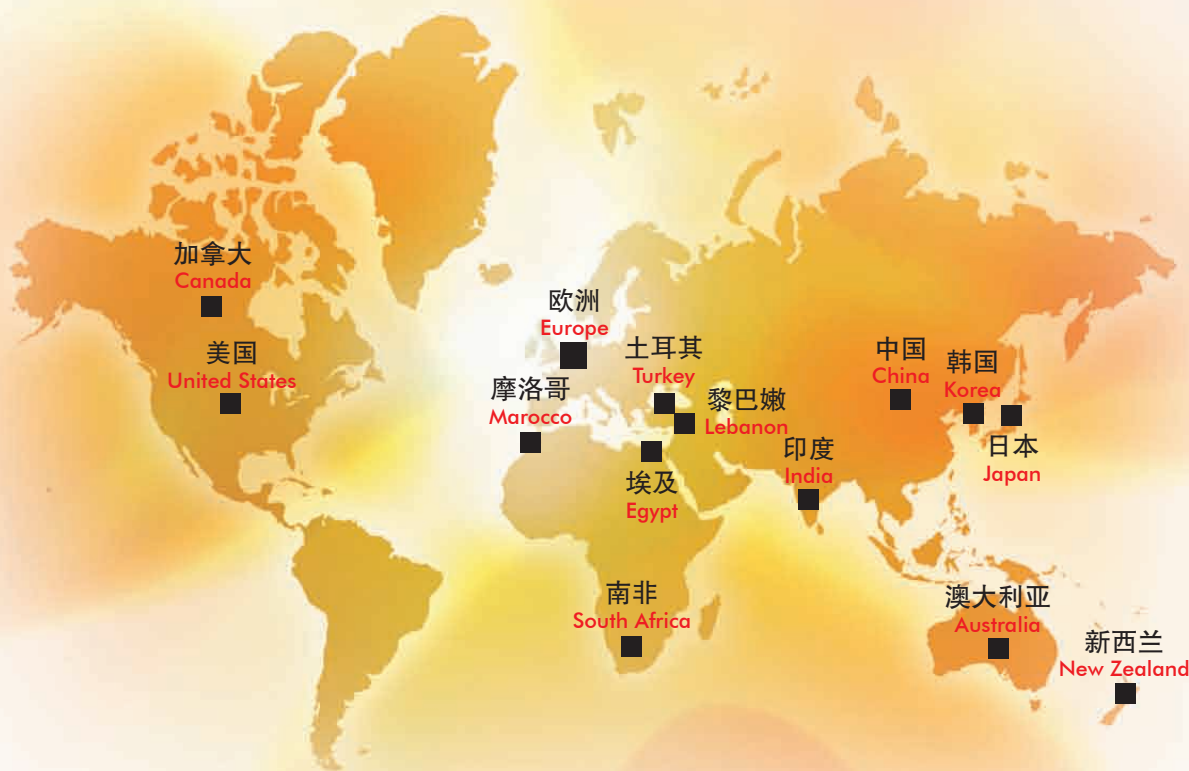 加拿大
Canada
美国
United States
欧洲
Europe
摩洛哥
Marocco
土耳其
Turkey
黎巴嫩
Lebanon
埃及
Egypt
南非
South Africa
印度
India
中国
China
韩国
Korea
日本
Japan
澳大利亚
Australia
新西兰
New Zealand